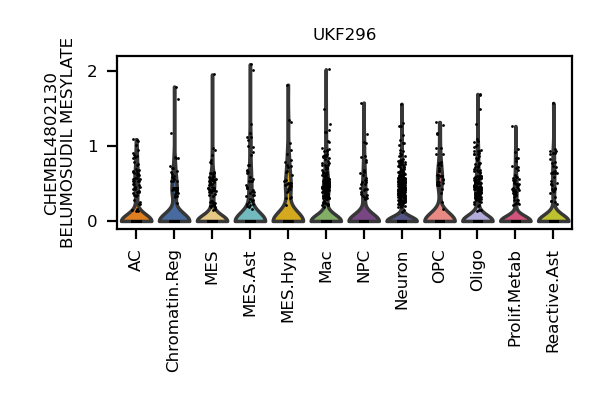 UKF296
CHEMBL4802130
BELUMOSUDIL MESYLATE
2
1
0
AC
Chromatin.Reg
MES
MES.Ast
MES.Hyp
Mac
NPC
Neuron
OPC
Oligo
Prolif.Metab
Reactive.Ast